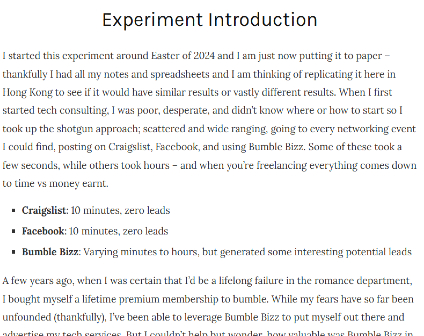 Experiment Introduction
I started this experiment around Easter of 2024 and I am just now putting it to paper –
thankfully I had all my notes and spreadsheets and I am thinking of replicating it here in
Hong Kong to see if it would have similar results or vastly different results. When I first
started tech consulting, I was poor, desperate, and didn't know where or how to start so I
took up the shotgun approach; scattered and wide ranging, going to every networking event
I could find, posting on Craigslist, Facebook, and using Bumble Bizz. Some of these took a
few seconds, while others took hours – and when you're freelancing everything comes down
to time vs money earnt.
▪ Craigslist: 10 minutes, zero leads
▪ Facebook: 10 minutes, zero leads
▪ Bumble Bizz: Varying minutes to hours, but generated some interesting potential leads
A few years ago, when I was certain that I'd be a lifelong failure in the romance department,
I bought myself a lifetime premium membership to bumble. While my fears have so far been
unfounded (thankfully), I've been able to leverage Bumble Bizz to put myself out there and
advertise my tech services. But I couldn't help but wonder, how valuable was Bumble Bizz in